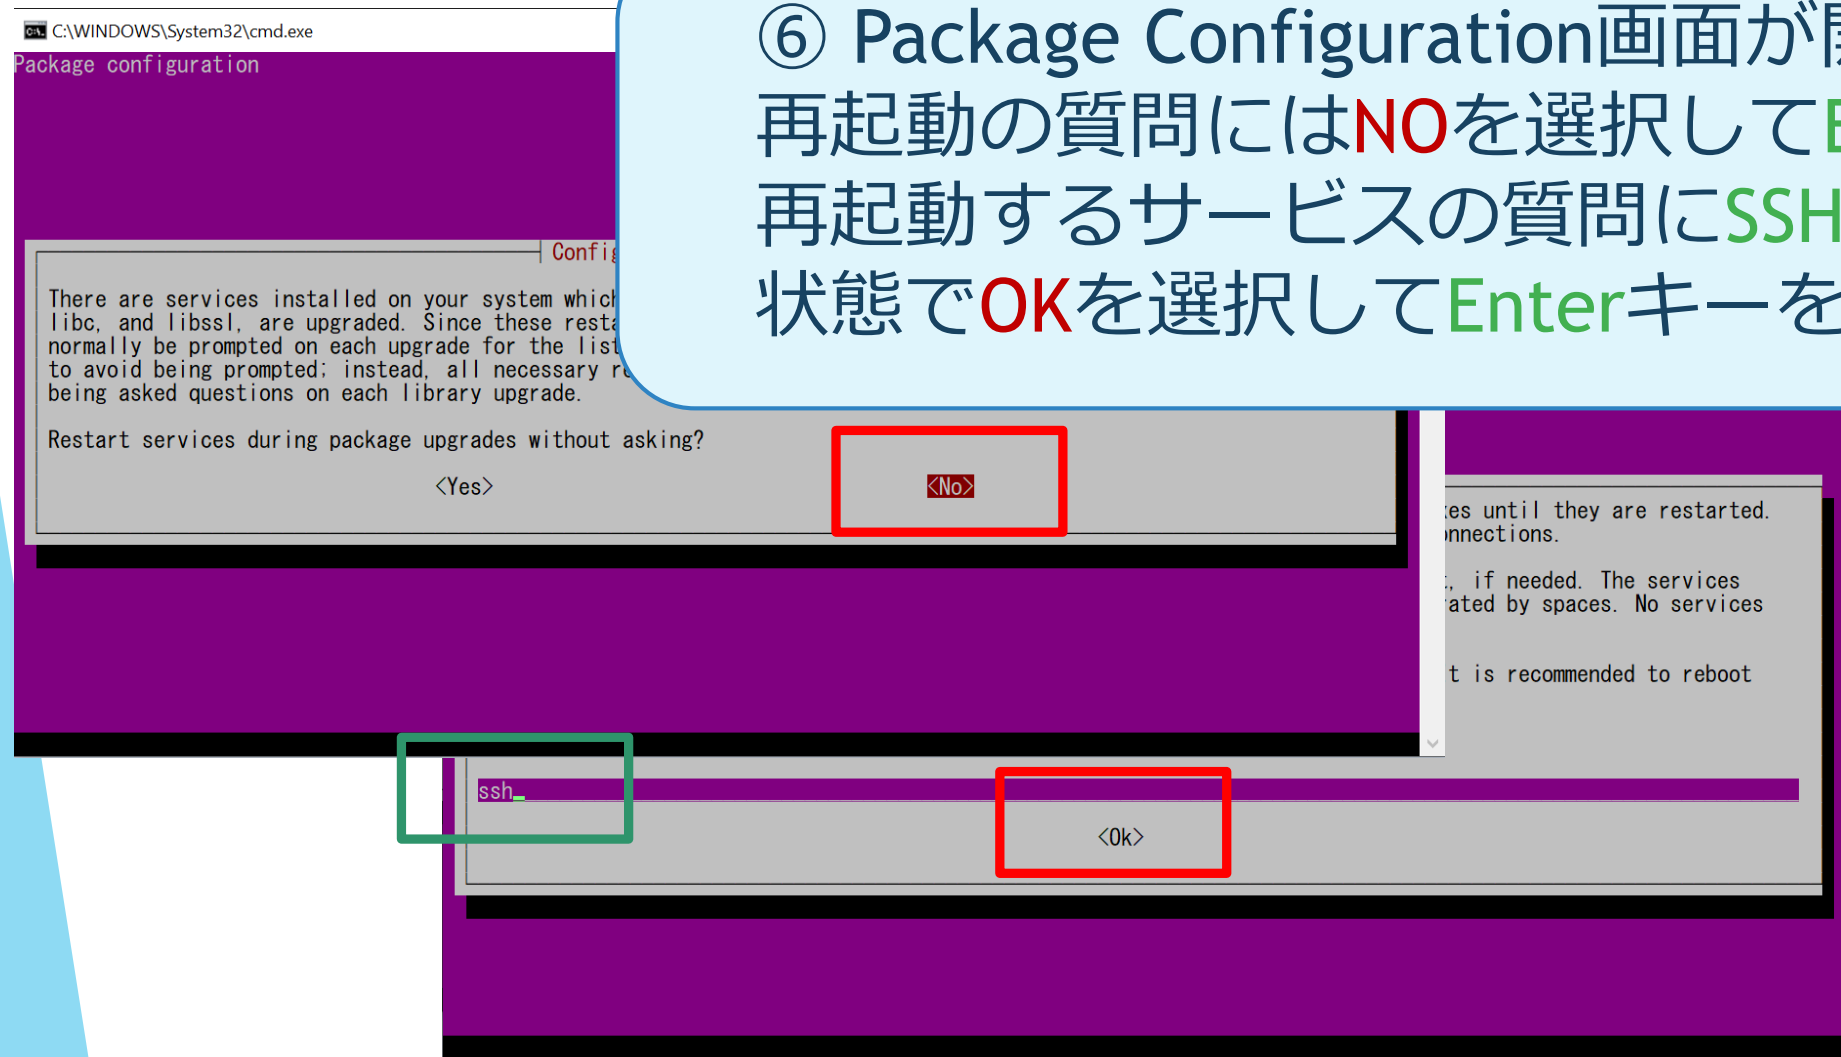 C:\WINDOWS\System32\cmd.exe
Package configuration
⑥ Package Configuration画面が
再起動の質問にはNOを選択して
再起動するサービスの質問にSSH
状態でOKを選択してEnterキーを
There are services installed on your system which
libc, and libssl, are upgraded. Since these
normally be prompted on each upgrade for the list
to avoid being prompted; instead, all necessary
being asked questions on each library upgrade.
Restart services during package upgrades without asking?
<Yes> <No>
until they are restarted.
if needed. The services
by spaces. No services
is recommended to reboot
ssh
<Ok>